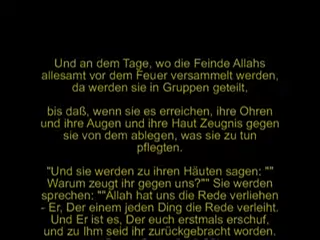 Und an dem Tage, wo die Feinde Allahs
allesamt vor dem Feuer versammelt werden,
da werden sie in Gruppen geteilt,
bis daß, wenn sie es erreichen, ihre Ohren
und ihre Augen und ihre Haut Zeugnis gegen
sie von dem ablegen, was sie zu tun
pflegten.
"Und sie werden zu ihren Häuten sagen: ""
Warum zeugt ihr gegen uns?"" Sie werden
sprechen: ""Allah hat uns die Rede verliehen
- Er, Der einem jeden Ding die Rede verleiht.
Und Er ist es, Der euch erstmals erschuf,
und zu Ihm seid ihr zurückgebracht worden.